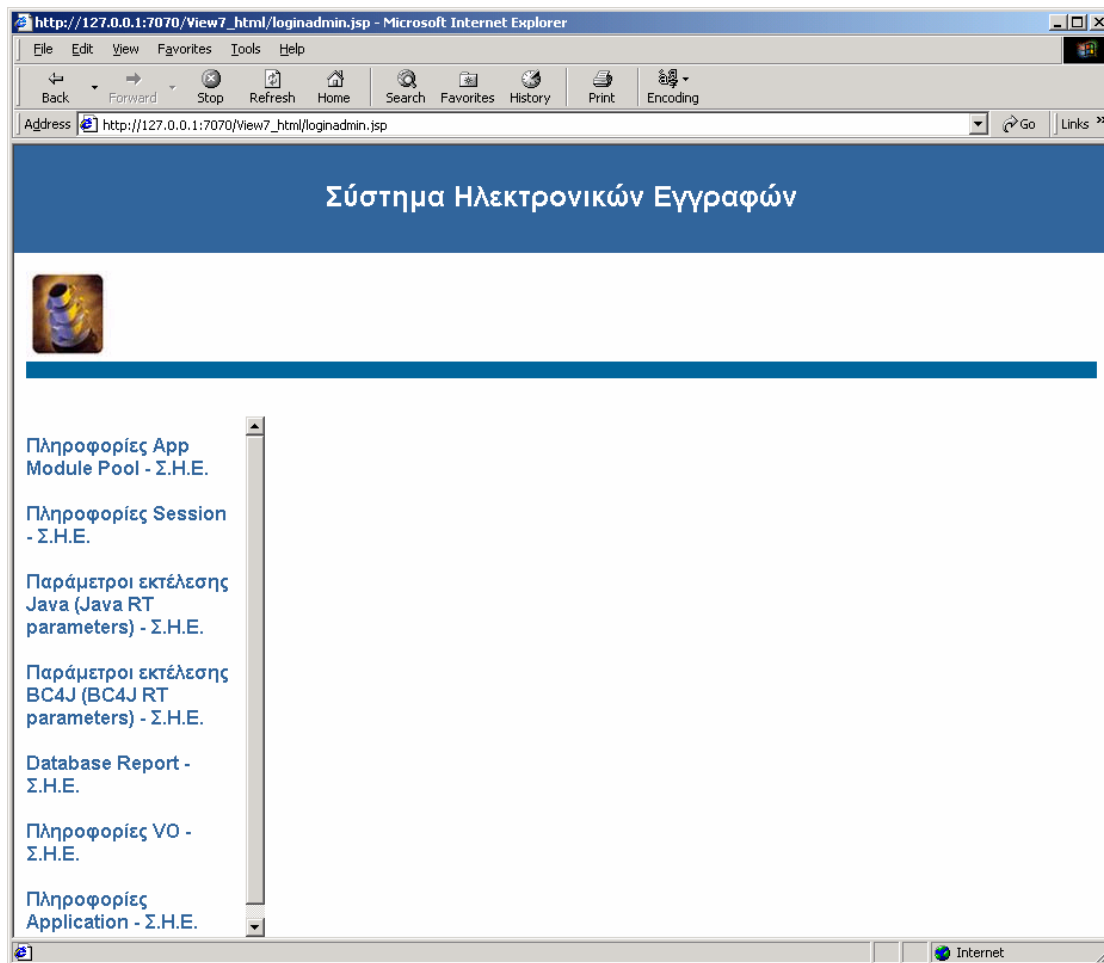 http://127.0.0.1:7070/View7_html/loginadmin.jsp - Microsoft Internet Explorer
File Edit View Favorites Tools Help
Back Forward Stop Refresh Home Search Favorites History Print Encoding
Address http://127.0.0.1:7070/View7_html/loginadmin.jsp Go Links »
Σύστημα Ηλεκτρονικών Εγγραφών
Πληροφορίες App
Module Pool - Σ.Η.Ε.
Πληροφορίες Session
- Σ.Η.Ε.
Παράμετροι εκτέλεσης
Java (Java RT
parameters) - Σ.Η.Ε.
Παράμετροι εκτέλεσης
BC4J (BC4J RT
parameters) - Σ.Η.Ε.
Database Report -
Σ.Η.Ε.
Πληροφορίες VO -
Σ.Η.Ε.
Πληροφορίες
Application - Σ.Η.Ε.
Internet